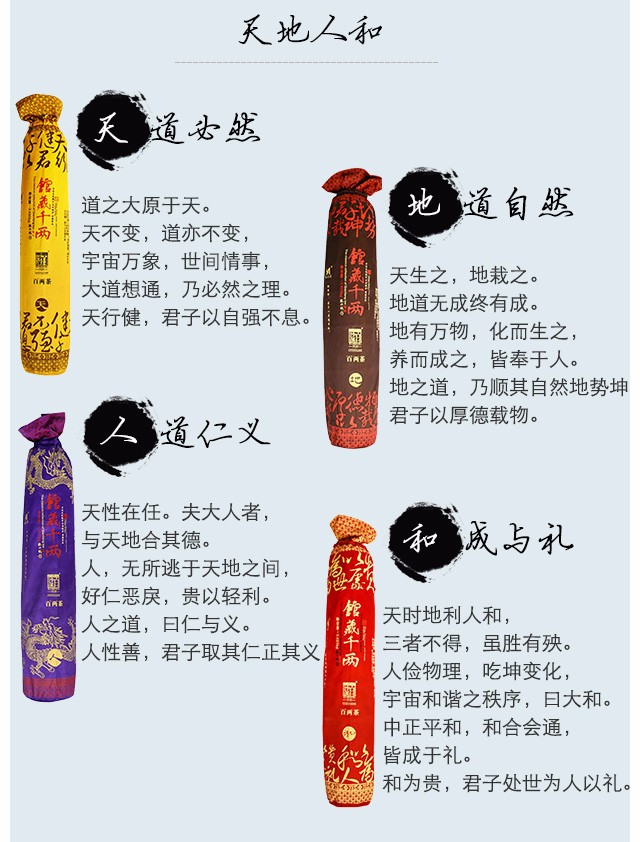 天地人和
天道必然
道之大原于天。
天不变，道亦不变，
宇宙万象，世间情事，
大道想通，乃必然之理。
天行健，君子以自强不息。
館藏千两
百两茶
天
地道自然
天生之，地栽之。
地道无成终有成。
地有万物，化而生之，
养而成之，皆奉于人。
地之道，乃顺其自然地势坤
君子以厚德载物。
館藏千两
百两茶
地
人道仁义
天性在任。夫大人者，
与天地合其德。
人，无所逃于天地之间，
好仁恶戾，贵以轻利。
人之道，曰仁与义。
人性善，君子取其仁正其义
館藏千两
百两茶
和成与礼
天时地利人和，
三者不得，虽胜有殃。
人俭物理，吃坤变化，
宇宙和谐之秩序，曰大和。
中正平和，和合会通，
皆成于礼。
和为贵，君子处世为人以礼。
館藏千两
百两茶
和